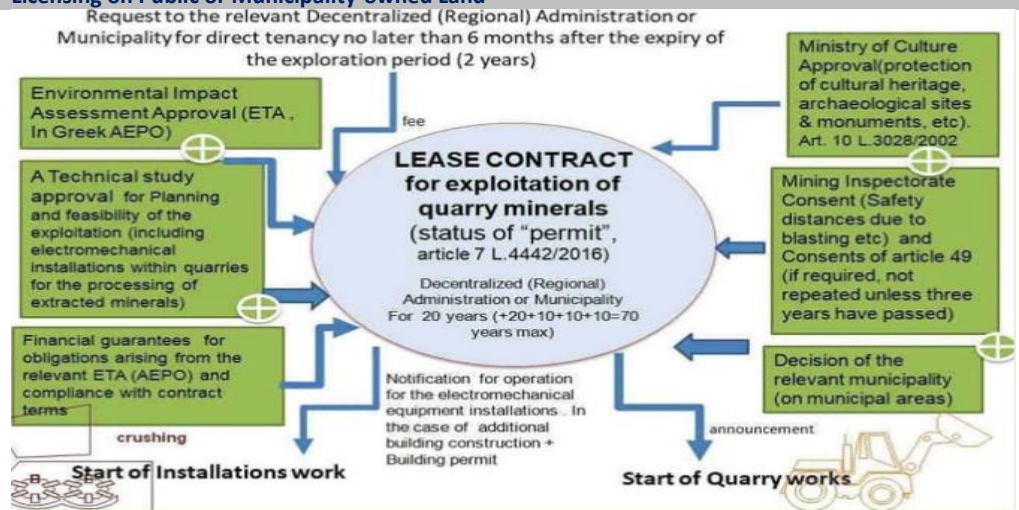 Licensing on Public or Municipality-owned Land
Request to the relevant Decentralized (Regional) Administration or
Municipality for direct tenancy no later than 6 months after the expiry of
the exploration period (2 years)
Environmental Impact
Assessment Approval (ETA ,
In Greek AEPO)
fee
Ministry of Culture
Approval(protection
of cultural heritage,
archaeological sites
& monuments, etc).
Art. 10 L.3028/2002
A Technical study
approval for Planning
and feasibility of the
exploitation (including
electromechanical
installations within quarries
for the processing of
extracted minerals)
LEASE CONTRACT
for exploitation of
quarry minerals
(status of “permit”,
article 7 L.4442/2016)
Decentralized (Regional)
Administration or Municipality
For 20 years (+20+10+10+10=70
years max)
Mining Inspectorate
Consent (Safety
distances due to
blasting etc) and
Consents of article 49
(if required, not
repeated unless three
years have passed)
Financial guarantees for
obligations arising from the
relevant ETA (AEPO) and
compliance with contract
terms
Decision of the
relevant municipality
(on municipal areas)
Notification for operation
for the electromechanical
equipment installations . In
the case of additional
building construction +
Building permit
crushing
announcement
Start of Installations work
Start of Quarry works